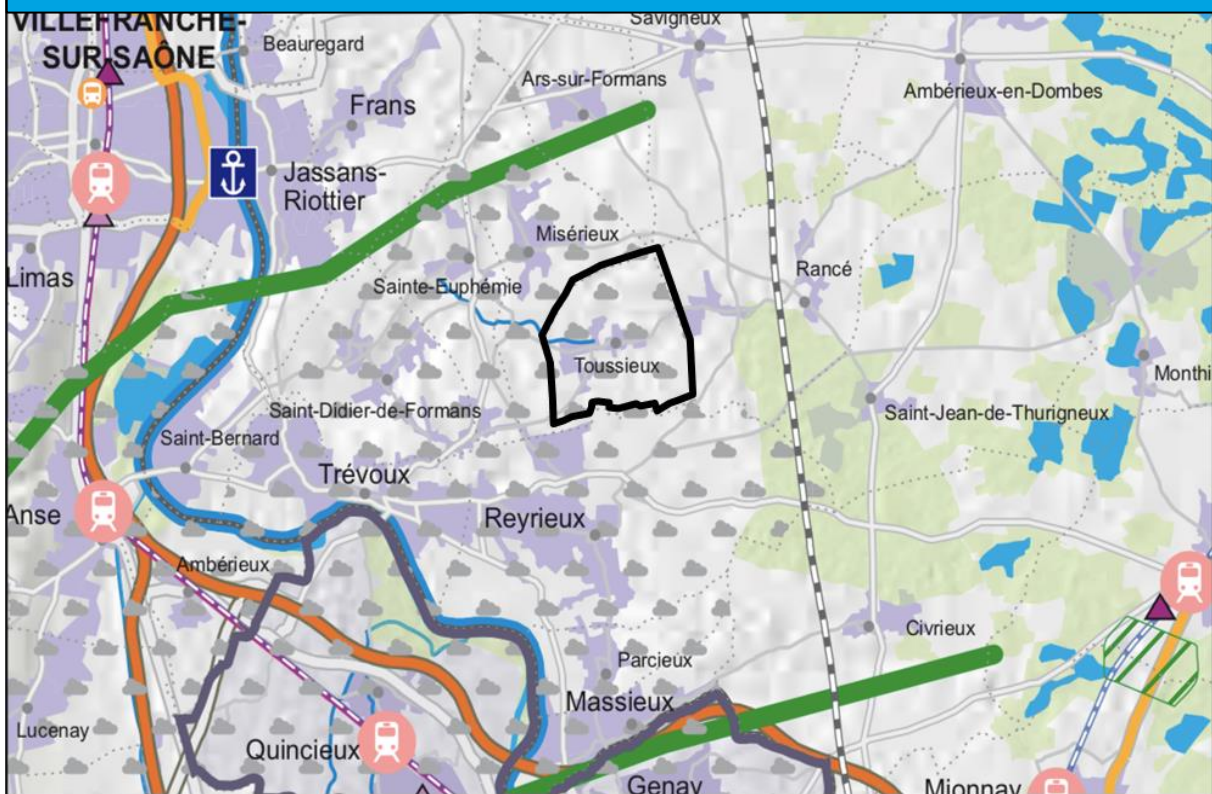 VILLEFRANCHE-
SUR-SAÔNE
Beauregard
Savigneux
Ars-sur-Formans
Ambérieux-en-Dombes
Frans
Jassans-
Riottier
Misérieux
Limas
Sainte-Euphémie
Rancé
Toussieux
Monthi
Saint-Didier-de-Formans
Saint-Jean-de-Thurigneux
Saint-Bernard
Trévoux
Anse
Reyrieux
Ambérieux
Civrieux
Parcieux
Massieux
Lucenay
Quincieux
Genay
Mionnay